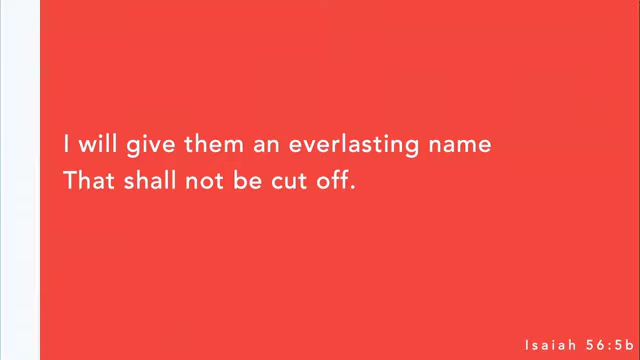 I will give them an everlasting name
That shall not be cut off.
Isaiah 56:5b